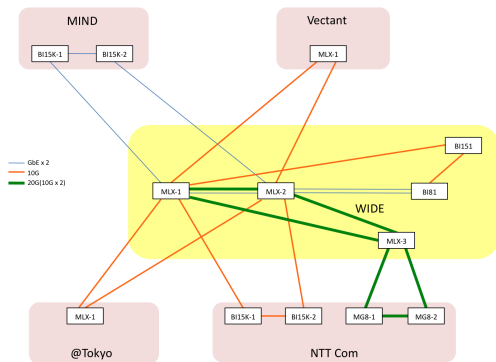 MIND
Vectant
BI15K-1
BI15K-2
MLX-1
BI151
GbE x 2
10G
20G(10G x 2)
MLX-1
MLX-2
BI81
WIDE
MLX-3
MLX-1
BI15K-1
BI15K-2
MG8-1
MG8-2
@Tokyo
NTT Com